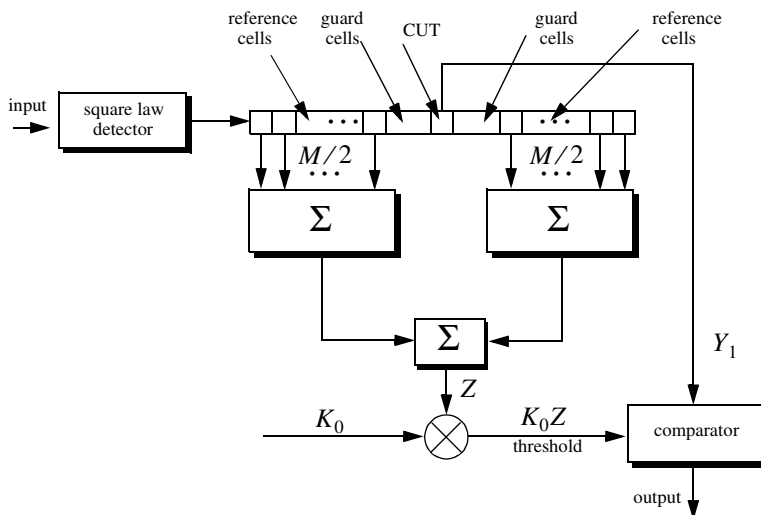 reference cells
guard cells
CUT
guard cells
reference cells
input
square law detector
...
...
M/2
...
M/2
...
Σ
Σ
Σ
Z
Y₁
K₀
K₀Z
threshold
comparator
output